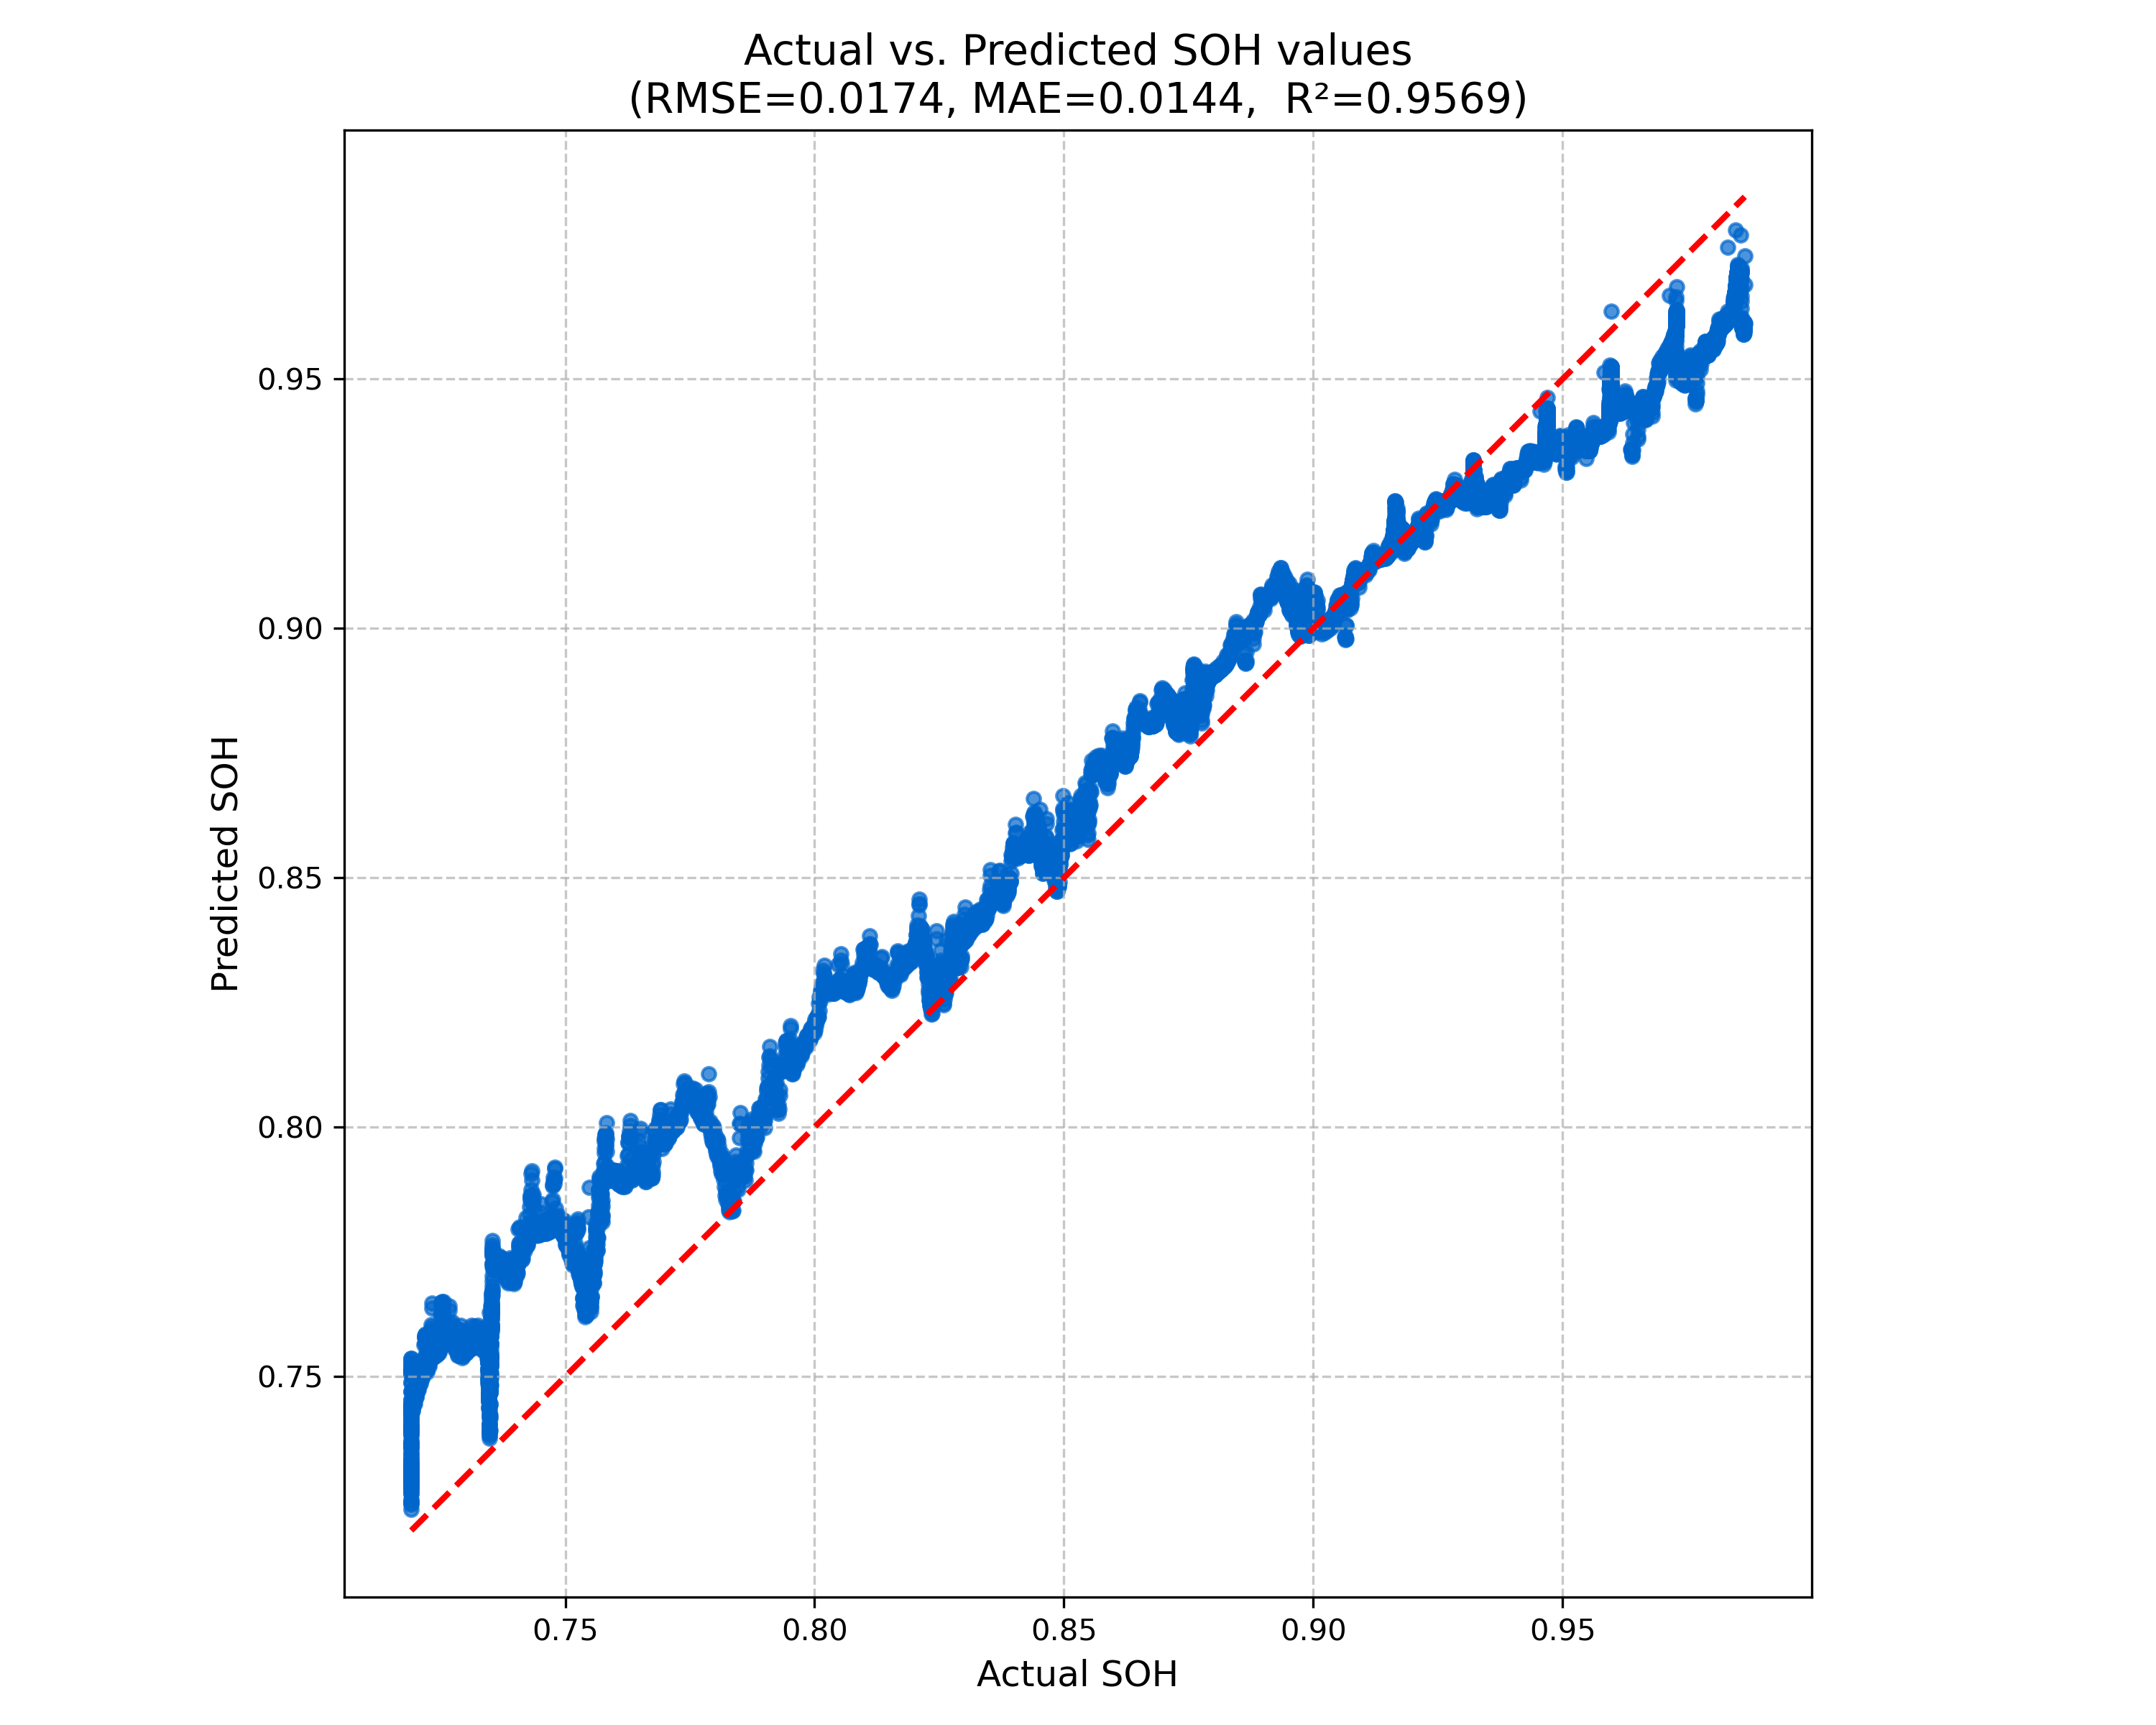 Actual vs. Predicted SOH values
(RMSE=0.0174, MAE=0.0144,  R²=0.9569)
Predicted SOH
0.95
0.90
0.85
0.80
0.75
0.75 0.80 0.85 0.90 0.95
Actual SOH